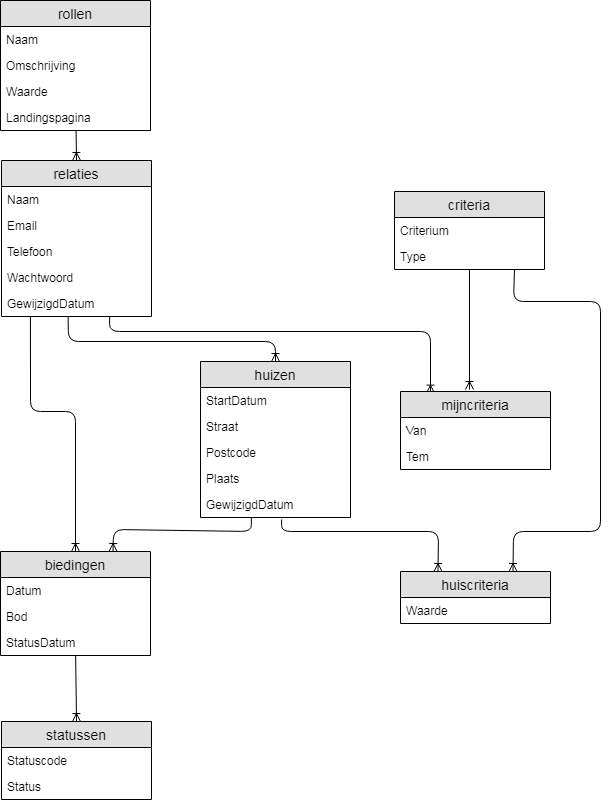 rollen
Naam
Omschrijving
Waarde
Landingspagina
relaties
Naam
Email
Telefoon
Wachtwoord
GewijzigdDatum
criteria
Criterium
Type
huizen
StartDatum
Straat
Postcode
Plaats
GewijzigdDatum
mijncriteria
Van
Tem
biedingen
Datum
Bod
StatusDatum
huiscriteria
Waarde
statussen
Statuscode
Status